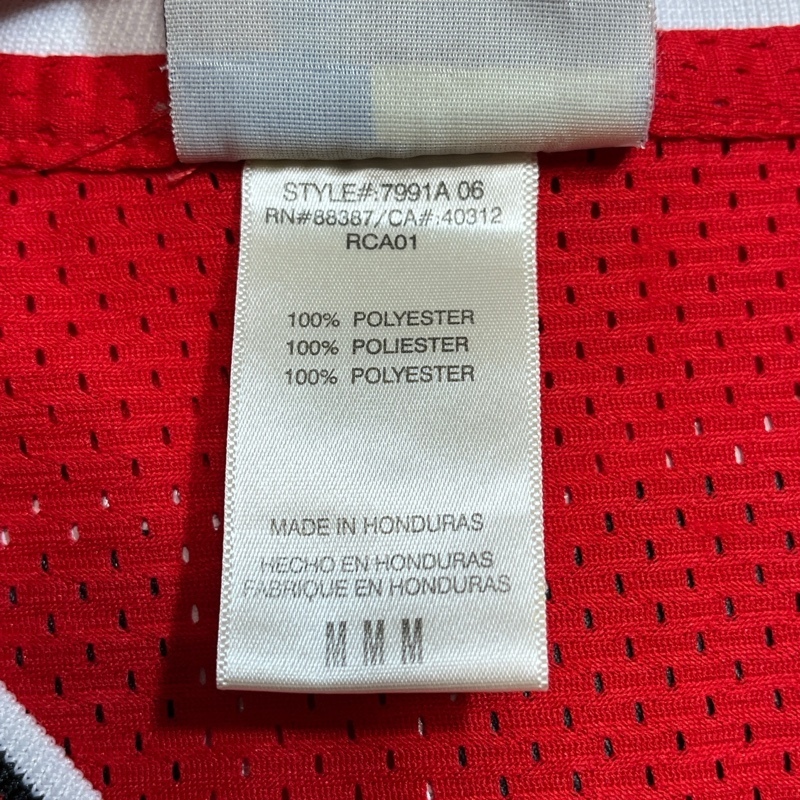 STYLE#:7991A 06
RN#88387/CA#:40312
RCA01
100% POLYESTER
100% POLIESTER
100% POLYESTER
MADE IN HONDURAS
HECHO EN HONDURAS
FABRIQUE EN HONDURAS
M M M